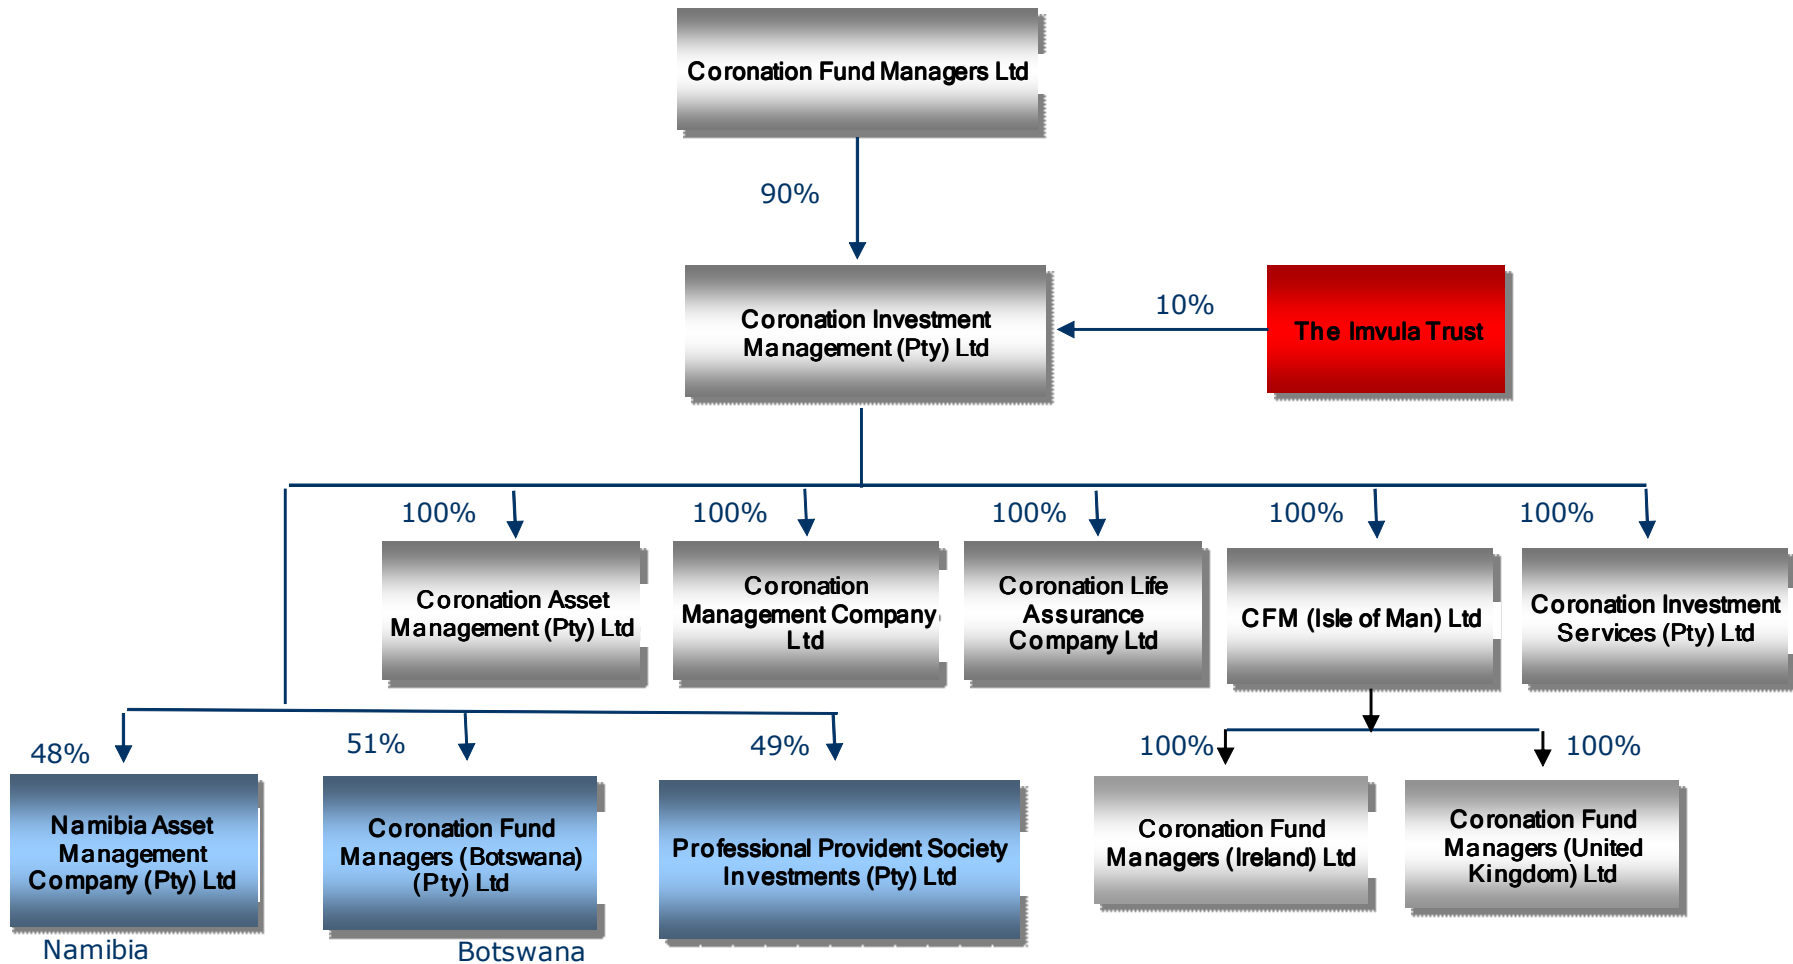 Coronation Fund Managers Ltd
90%
Coronation Investment
Management (Pty) Ltd
10%
The Imvula Trust
100%
100%
100%
100%
100%
Coronation Asset
Management (Pty) Ltd
Coronation
Management Company
Ltd
Coronation Life
Assurance
Company Ltd
CFM (Isle of Man) Ltd
Coronation Investment
Services (Pty) Ltd
48%
51%
49%
100%
100%
Namibia Asset
Management
Company (Pty) Ltd
Coronation Fund
Managers (Botswana)
(Pty) Ltd
Professional Provident Society
Investments (Pty) Ltd
Coronation Fund
Managers (Ireland) Ltd
Coronation Fund
Managers (United
Kingdom) Ltd
Namibia
Botswana